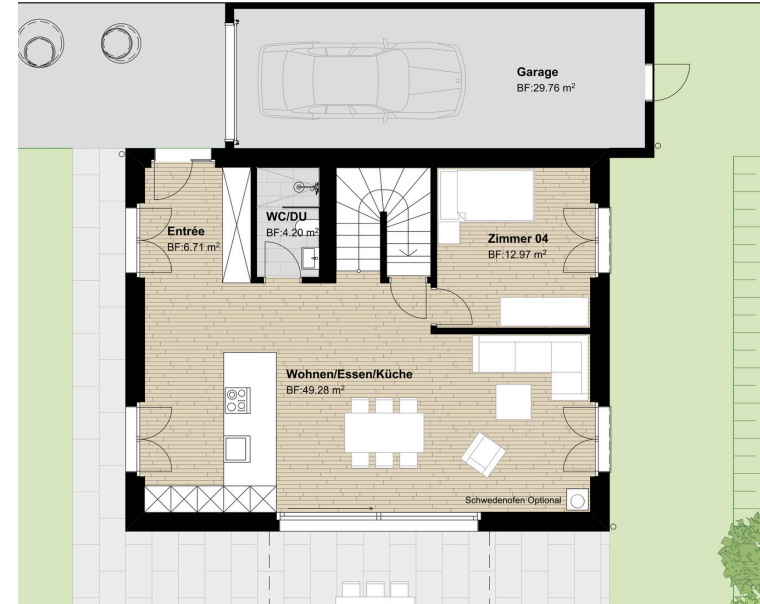 Garage
BF:29.76 m²
Entrée
BF:6.71 m²
WC/DU
BF:4.20 m²
Zimmer 04
BF:12.97 m²
Wohnen/Essen/Küche
BF:49.28 m²
Schwedenofen Optional